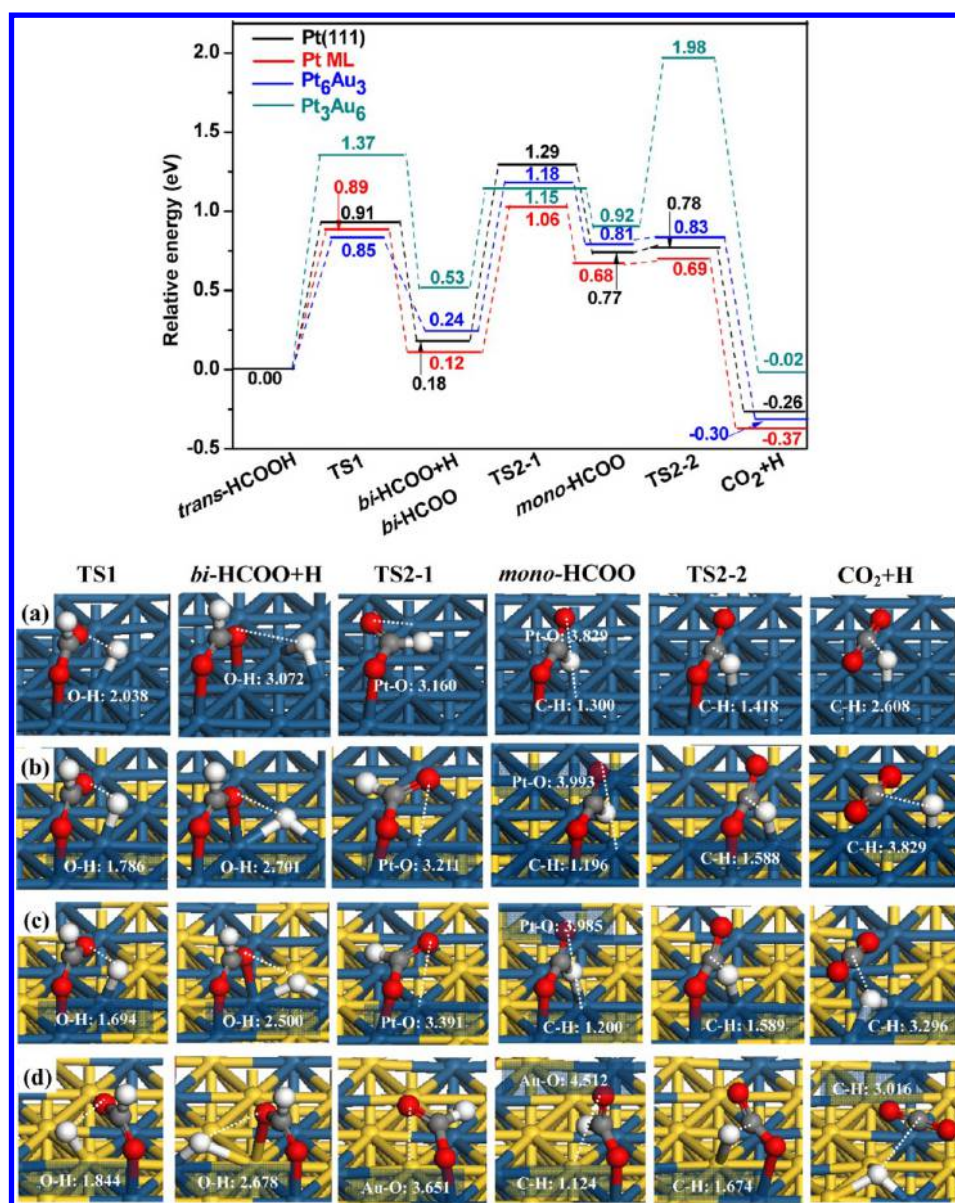 Pt(111)
Pt ML
Pt6Au3
Pt3Au6
Relative energy (eV)
2.0
1.5
1.0
0.5
0.0
-0.5
1.98
1.37
1.29
0.89
1.18
0.78
0.91
1.15
0.92
0.85
1.06
0.81
0.83
0.53
0.68
0.69
0.77
0.24
0.12
0.18
0.00
-0.02
-0.26
-0.30
-0.37
trans-HCOOH
TS1
bi-HCOO+H
bi-HCOO
TS2-1
mono-HCOO
TS2-2
CO2+H
TS1 bi-HCOO+H TS2-1 mono-HCOO TS2-2 CO2+H
(a)
O-H: 2.038
O-H: 3.072
Pt-O: 3.160
Pt-O: 3.829
C-H: 1.300
C-H: 1.418
C-H: 2.608
(b)
O-H: 1.786
O-H: 2.701
Pt-O: 3.211
Pt-O: 3.993
C-H: 1.196
C-H: 1.588
C-H: 3.829
(c)
O-H: 1.694
O-H: 2.500
Pt-O: 3.391
Pt-O: 3.985
C-H: 1.200
C-H: 1.589
C-H: 3.296
(d)
O-H: 1.844
O-H: 2.678
Au-O: 3.651
Au-O: 4.512
C-H: 1.124
C-H: 1.674
C-H: 3.016